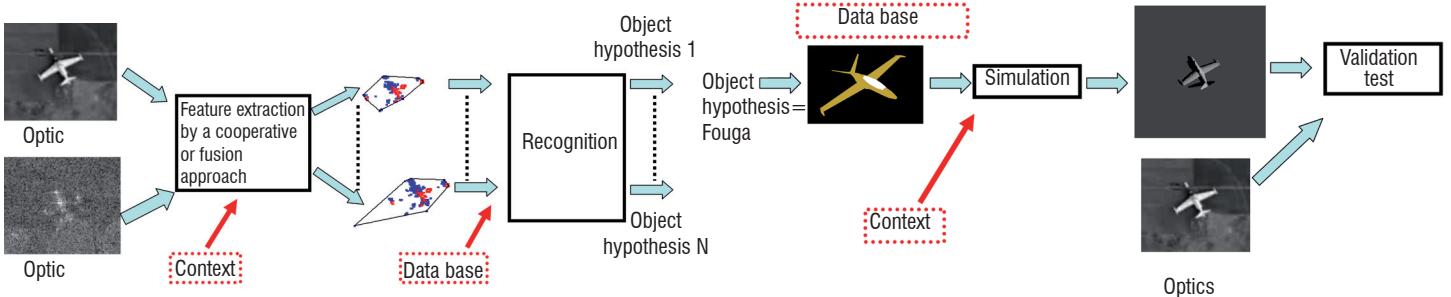 Optic
Optic
Feature extraction
by a cooperative
or fusion
approach
Context
Data base
Recognition
Object
hypothesis 1
Object
hypothesis N
Object
hypothesis=
Fouga
Data base
Simulation
Context
Optics
Validation
test